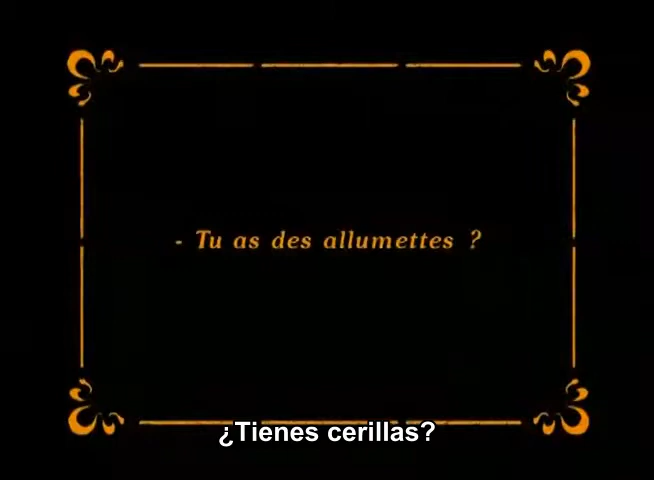 - Tu as des allumettes ?
¿Tienes cerillas?